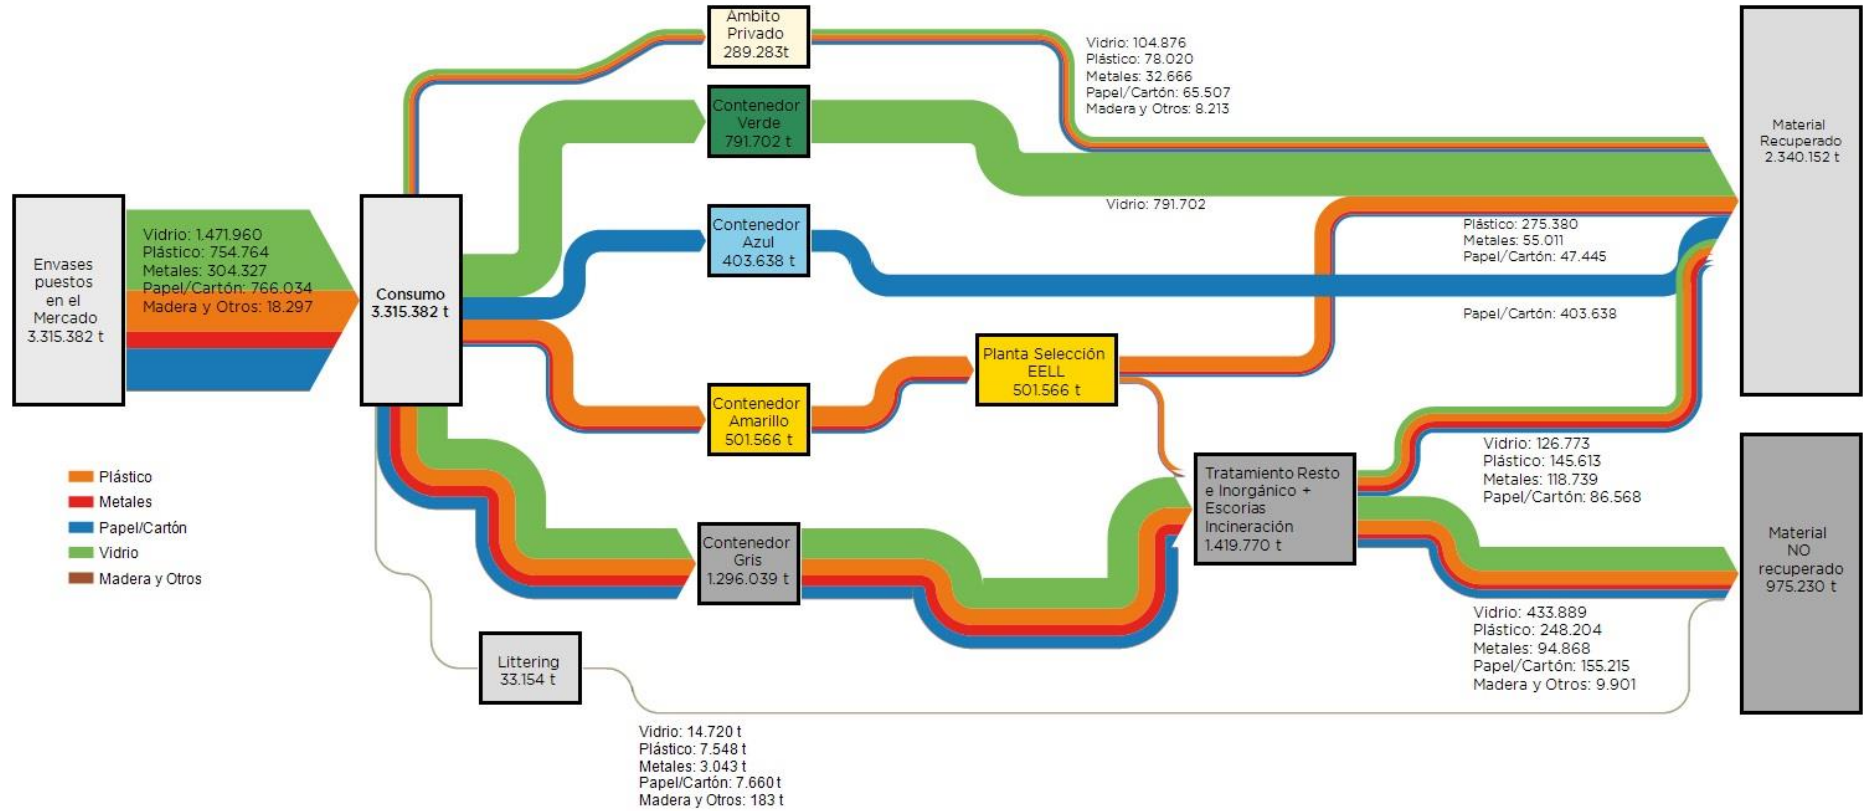 Ámbito
Privado
289.283t
Vidrio: 104.876
Plástico: 78.020
Metales: 32.666
Papel/Cartón: 65.507
Madera y Otros: 8.213
Contenedor
Verde
791.702 t
Material
Recuperado
2.340.152 t
Vidrio: 791.702
Envases
puestos
en el
Mercado
3.315.382 t
Vidrio: 1.471.960
Plástico: 754.764
Metales: 304.327
Papel/Cartón: 766.034
Madera y Otros: 18.297
Consumo
3.315.382 t
Contenedor
Azul
403.638 t
Plástico: 275.380
Metales: 55.011
Papel/Cartón: 47.445
Papel/Cartón: 403.638
Planta Selección
EELL
501.566 t
Contenedor
Amarillo
501.566 t
Plástico
Metales
Papel/Cartón
Vidrio
Madera y Otros
Vidrio: 126.773
Plástico: 145.613
Metales: 118.739
Papel/Cartón: 86.568
Tratamiento Resto
e Inorgánico +
Escorias
Incineración
1.419.770 t
Contenedor
Gris
1.296.039 t
Material
NO
recuperado
975.230 t
Vidrio: 433.889
Plástico: 248.204
Metales: 94.868
Papel/Cartón: 155.215
Madera y Otros: 9.901
Littering
33.154 t
Vidrio: 14.720 t
Plástico: 7.548 t
Metales: 3.043 t
Papel/Cartón: 7.660 t
Madera y Otros: 183 t